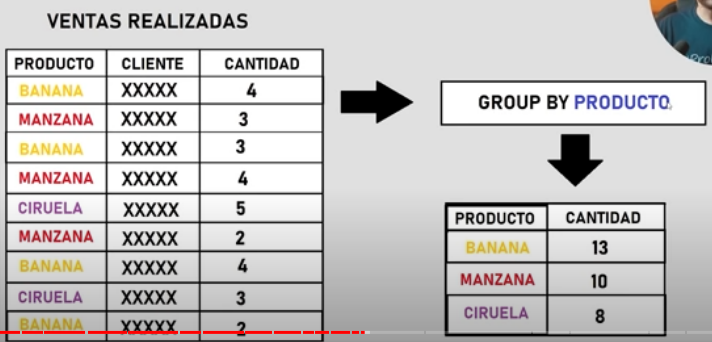 VENTAS REALIZADAS
PRODUCTO CLIENTE CANTIDAD
BANANA XXXXX 4
MANZANA XXXXX 3
BANANA XXXXX 3
MANZANA XXXXX 4
CIRUELA XXXXX 5
MANZANA XXXXX 2
BANANA XXXXX 4
CIRUELA XXXXX 3
BANANA XXXXX 2
GROUP BY PRODUCTO
PRODUCTO CANTIDAD
BANANA 13
MANZANA 10
CIRUELA 8